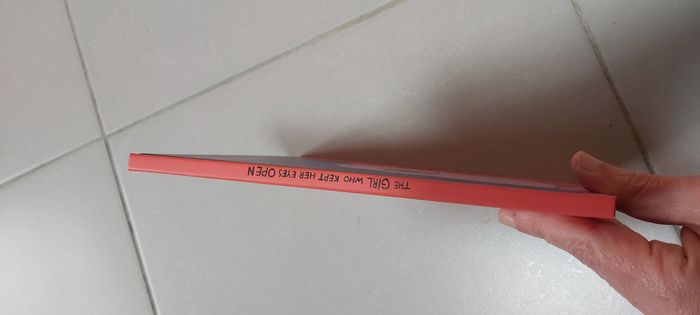 THE GIRL WHO KEPT HER EYES OPEN